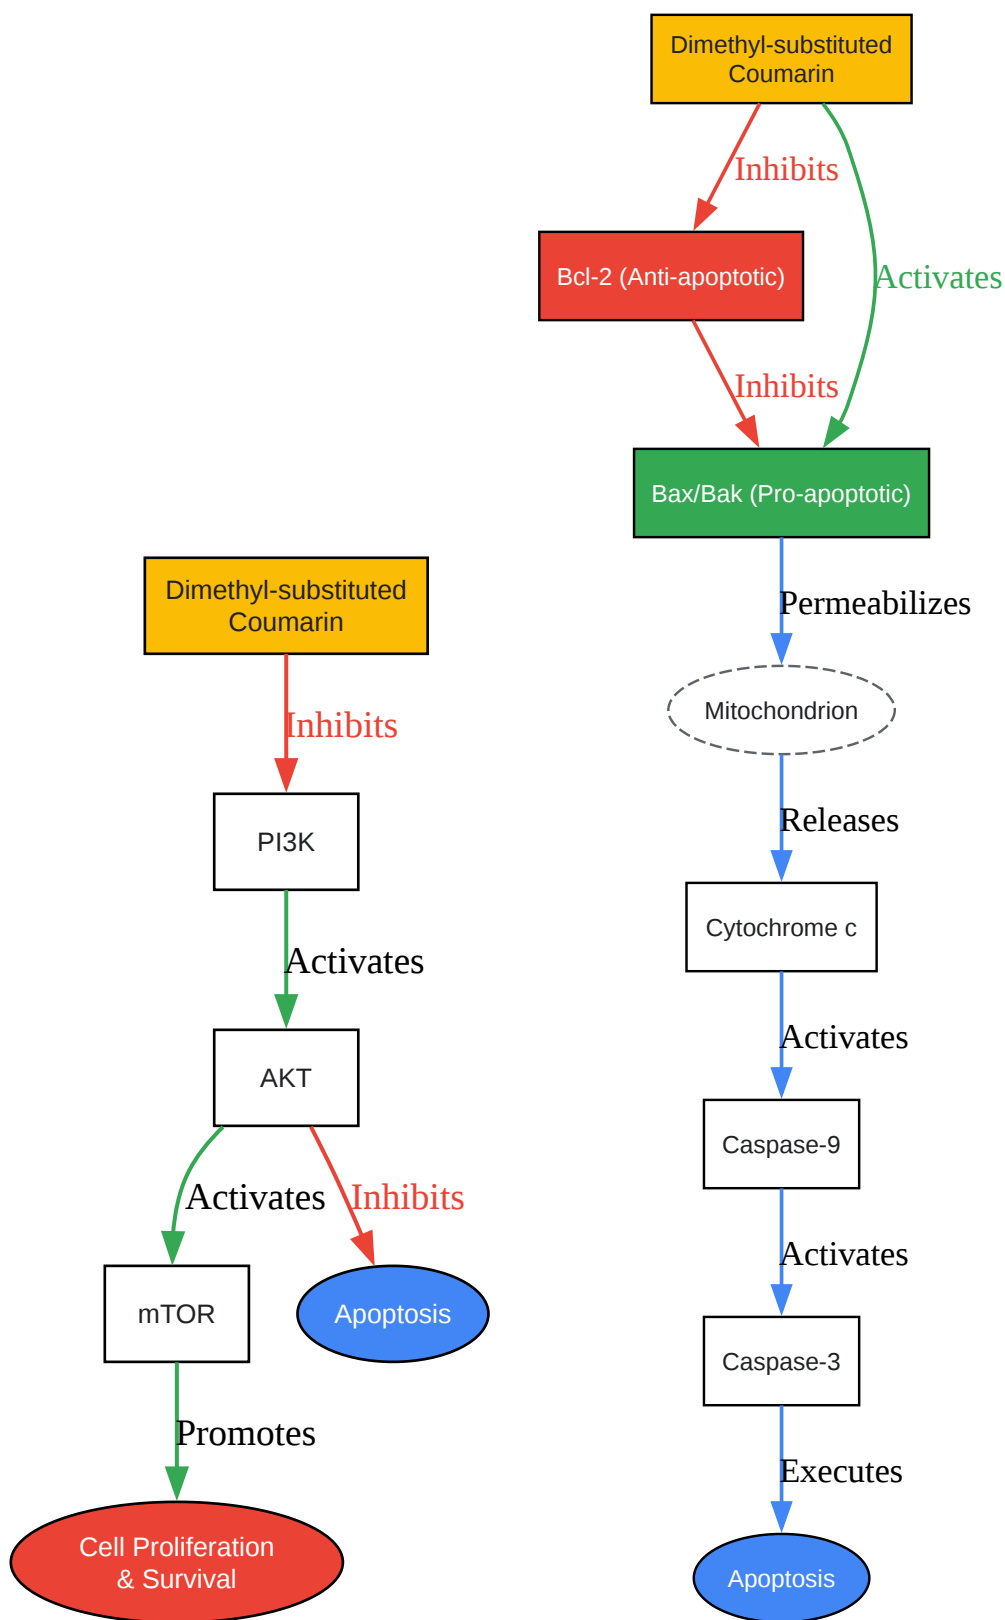 Dimethyl-substituted
Coumarin
Inhibits
Activates
Bcl-2 (Anti-apoptotic)
Inhibits
Bax/Bak (Pro-apoptotic)
Permeabilizes
Mitochondrion
Releases
Cytochrome c
Activates
Caspase-9
Activates
Caspase-3
Executes
Apoptosis
Dimethyl-substituted
Coumarin
Inhibits
PI3K
Activates
AKT
Activates
Inhibits
mTOR
Apoptosis
Promotes
Cell Proliferation
& Survival